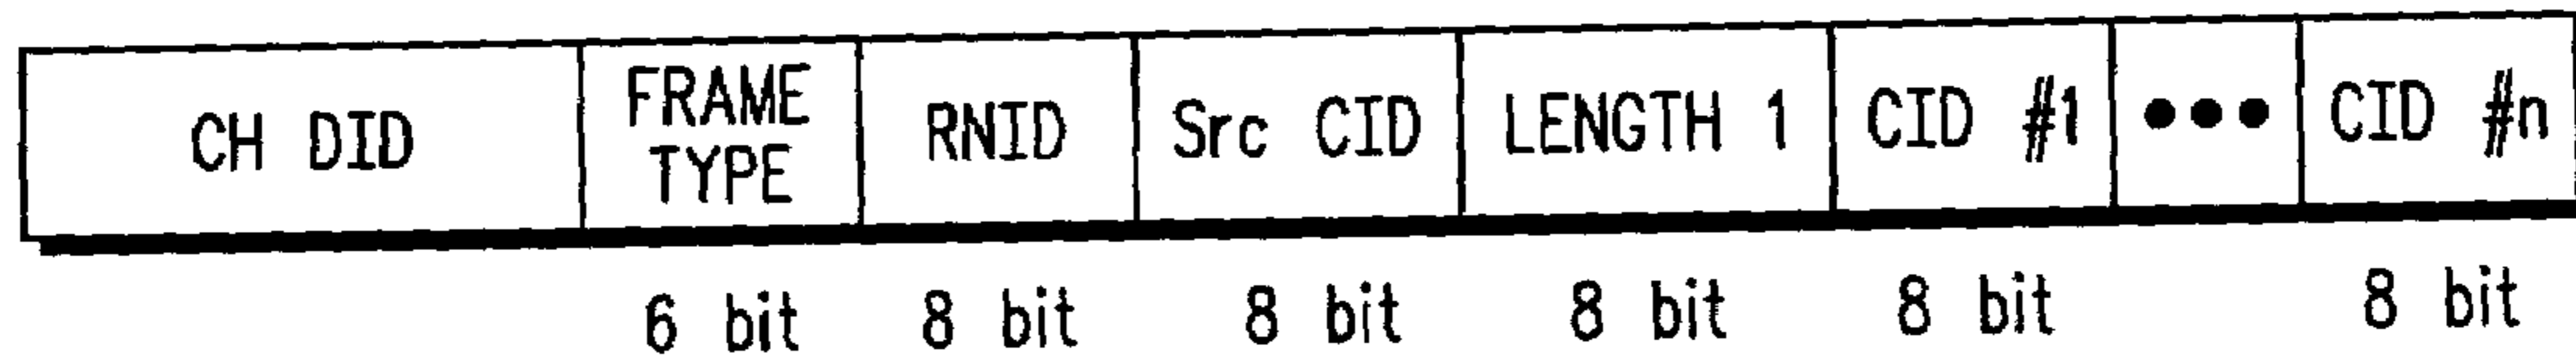 CH DID FRAME TYPE RNID Src CID LENGTH 1 CID #1 ••• CID #n
6 bit 8 bit 8 bit 8 bit 8 bit 8 bit